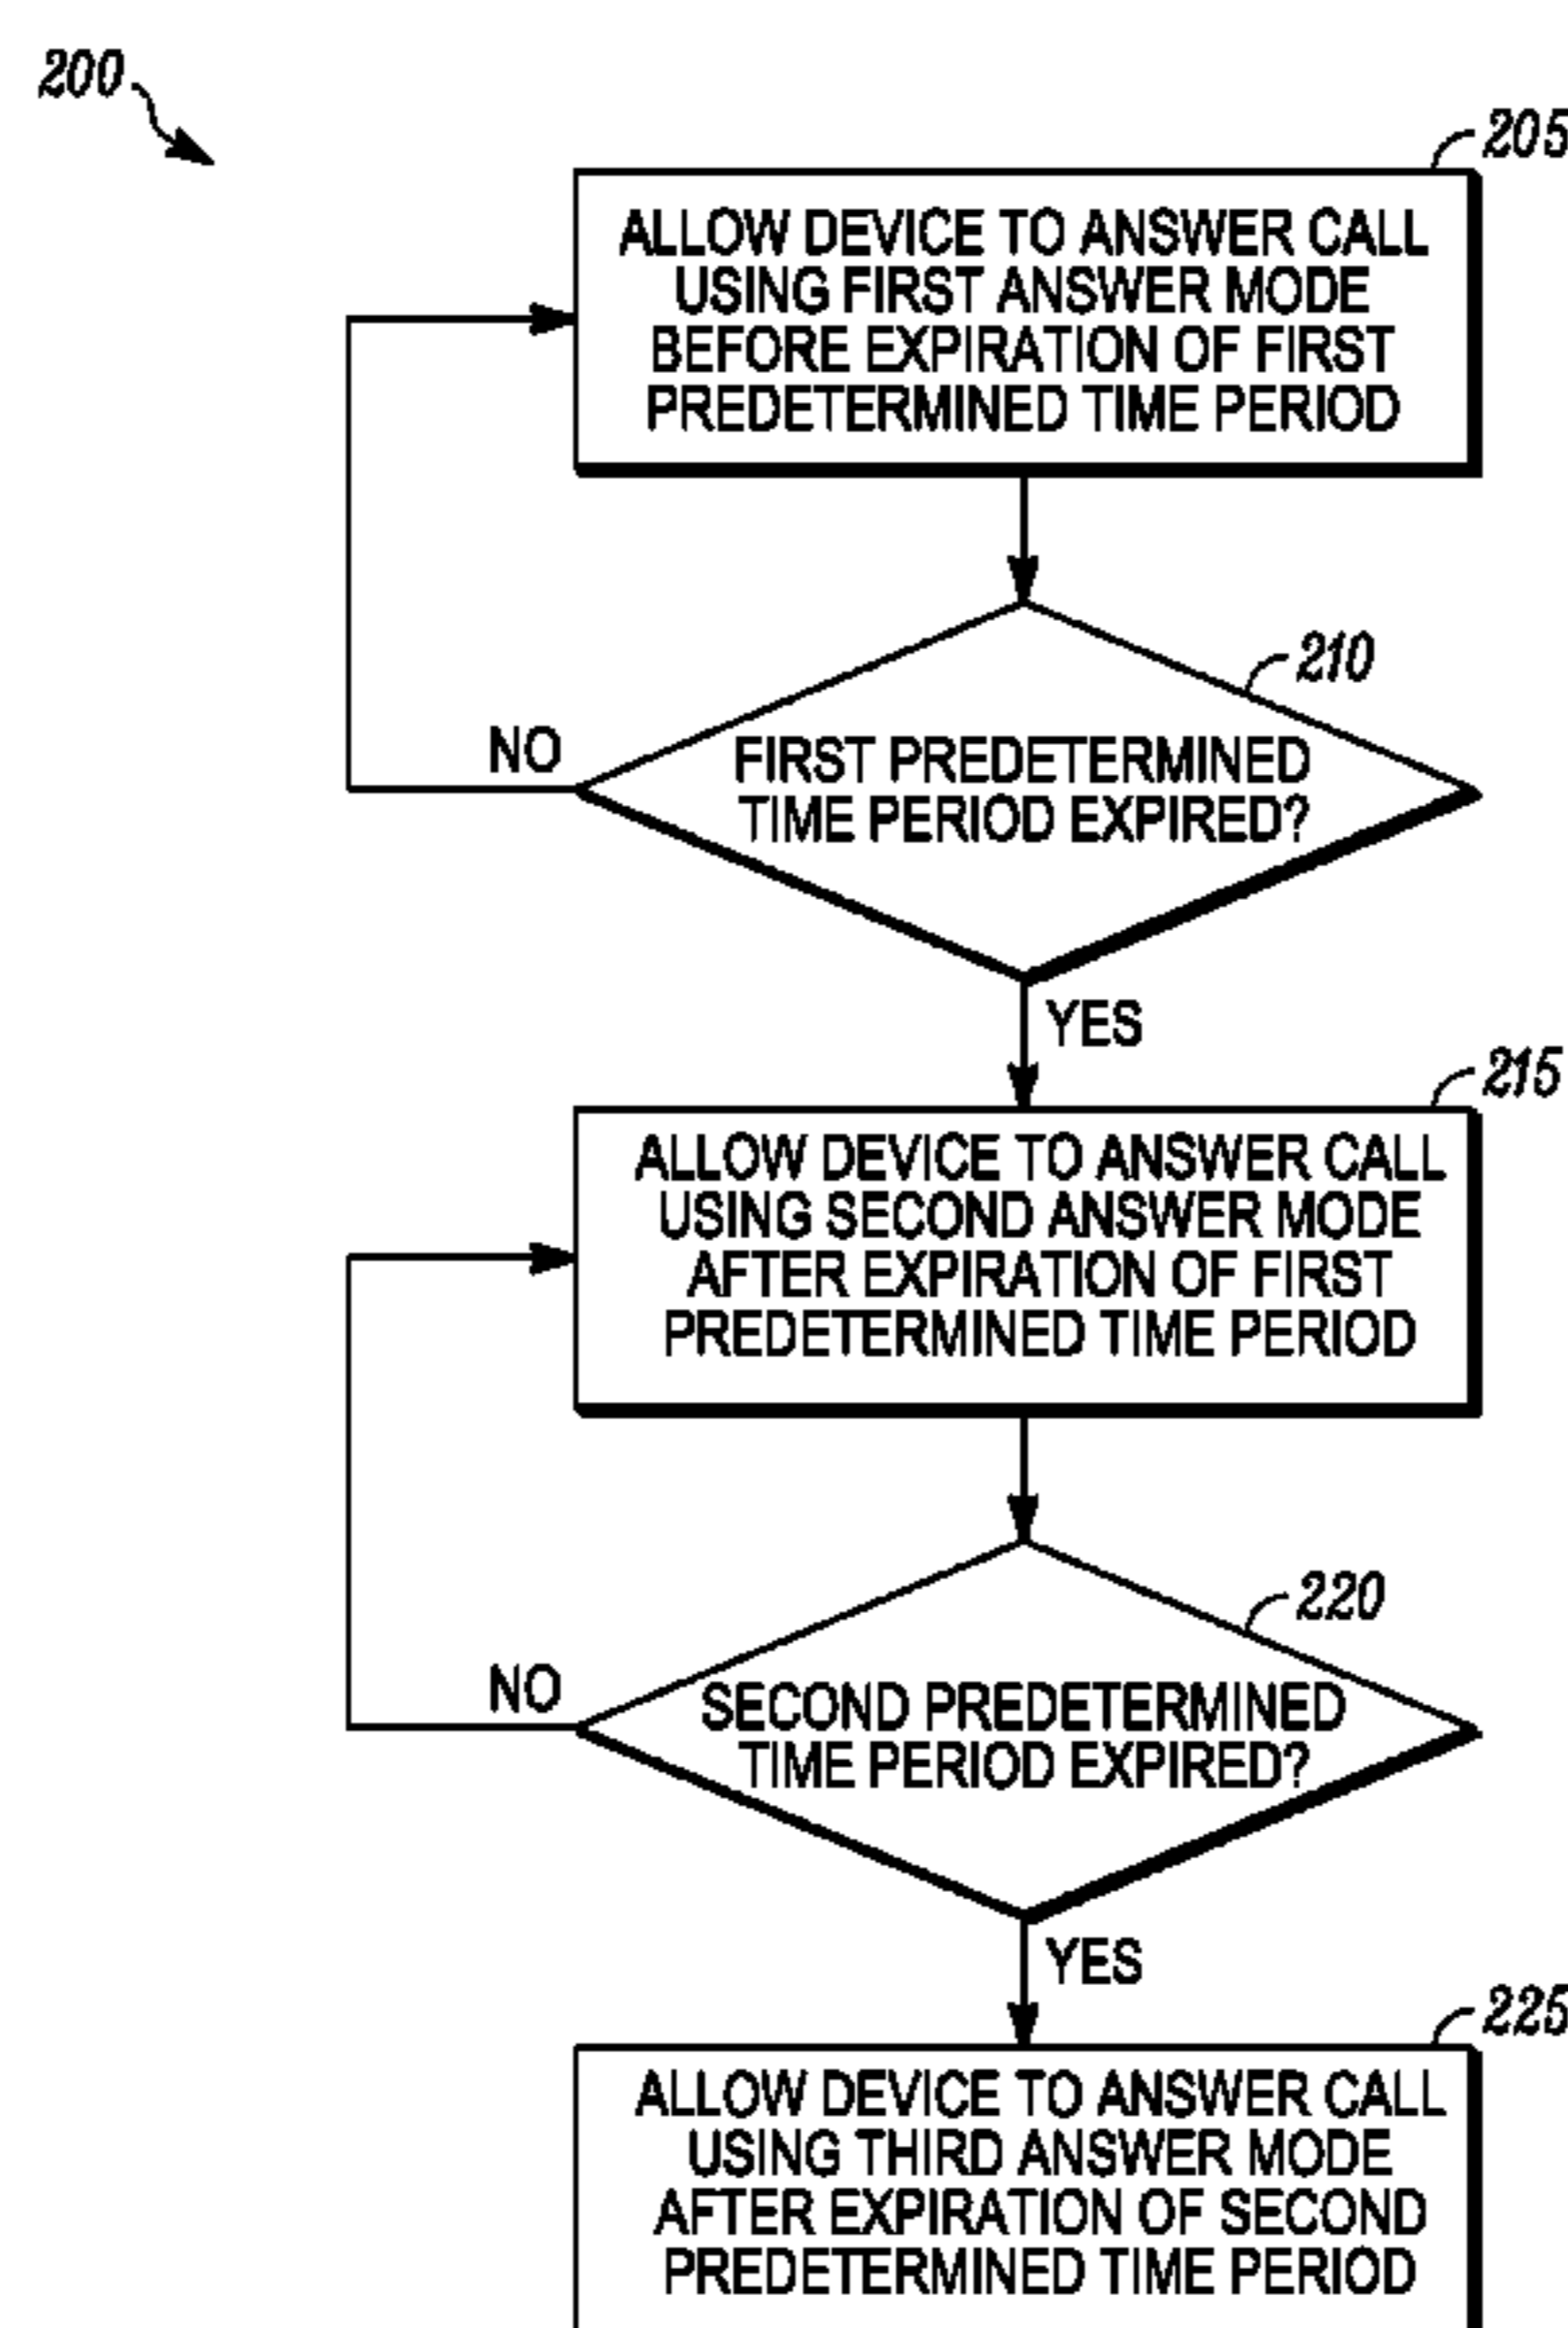 200
205
ALLOW DEVICE TO ANSWER CALL
USING FIRST ANSWER MODE
BEFORE EXPIRATION OF FIRST
PREDETERMINED TIME PERIOD
210
NO
FIRST PREDETERMINED
TIME PERIOD EXPIRED?
YES
215
ALLOW DEVICE TO ANSWER CALL
USING SECOND ANSWER MODE
AFTER EXPIRATION OF FIRST
PREDETERMINED TIME PERIOD
220
NO
SECOND PREDETERMINED
TIME PERIOD EXPIRED?
YES
225
ALLOW DEVICE TO ANSWER CALL
USING THIRD ANSWER MODE
AFTER EXPIRATION OF SECOND
PREDETERMINED TIME PERIOD